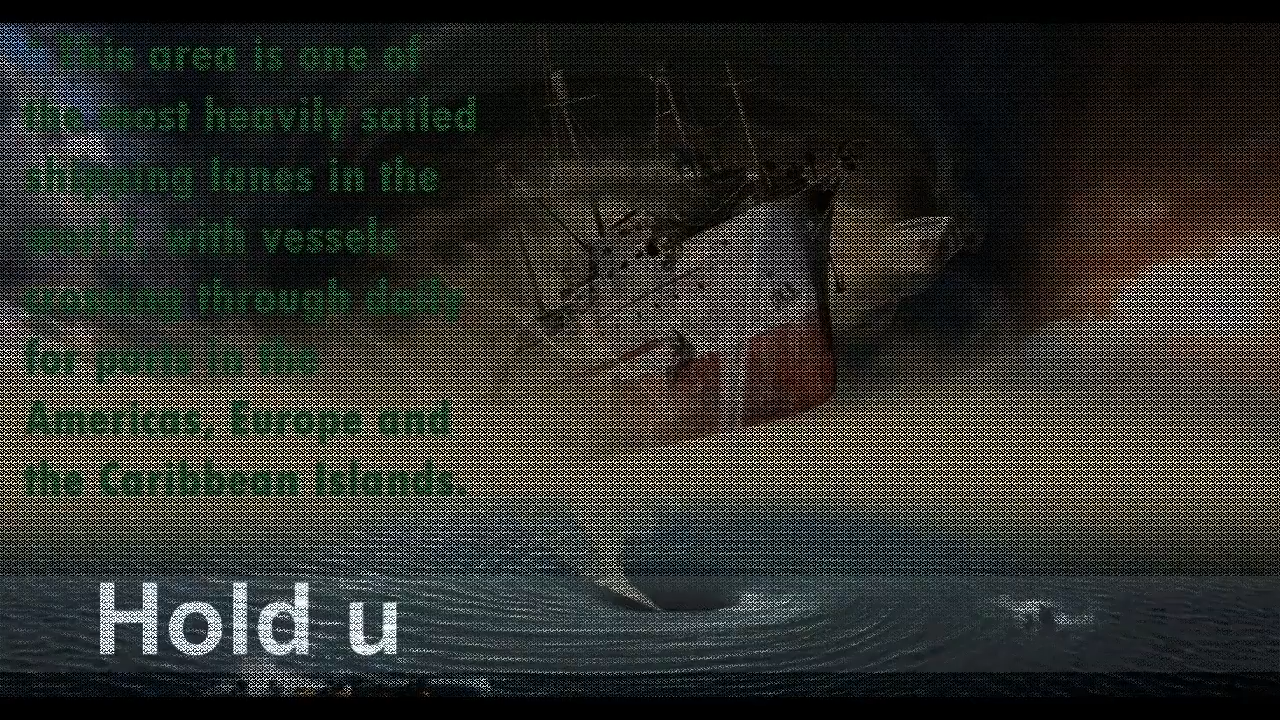 * This area is one of
the most heavily sailed
shipping lanes in the
world, with vessels
crossing through daily
for ports in the
Americas, Europe and
the Caribbean Islands.
Hold u